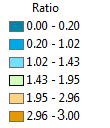 Ratio
0.00 - 0.20
0.20 - 1.02
1.02 - 1.43
1.43 - 1.95
1.95 - 2.96
2.96 - 3.00